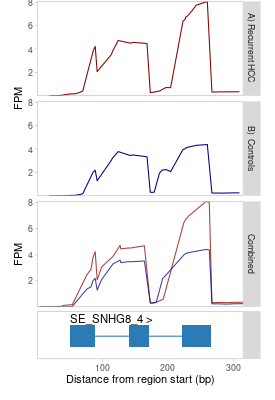 8
6
4
2
0
A) Recurrent HCC
FPM
8
6
4
2
0
B)  Controls
8
6
4
2
FPM
Combined
SE_SNHG8_4 >
100
200
300
Distance from region start (bp)